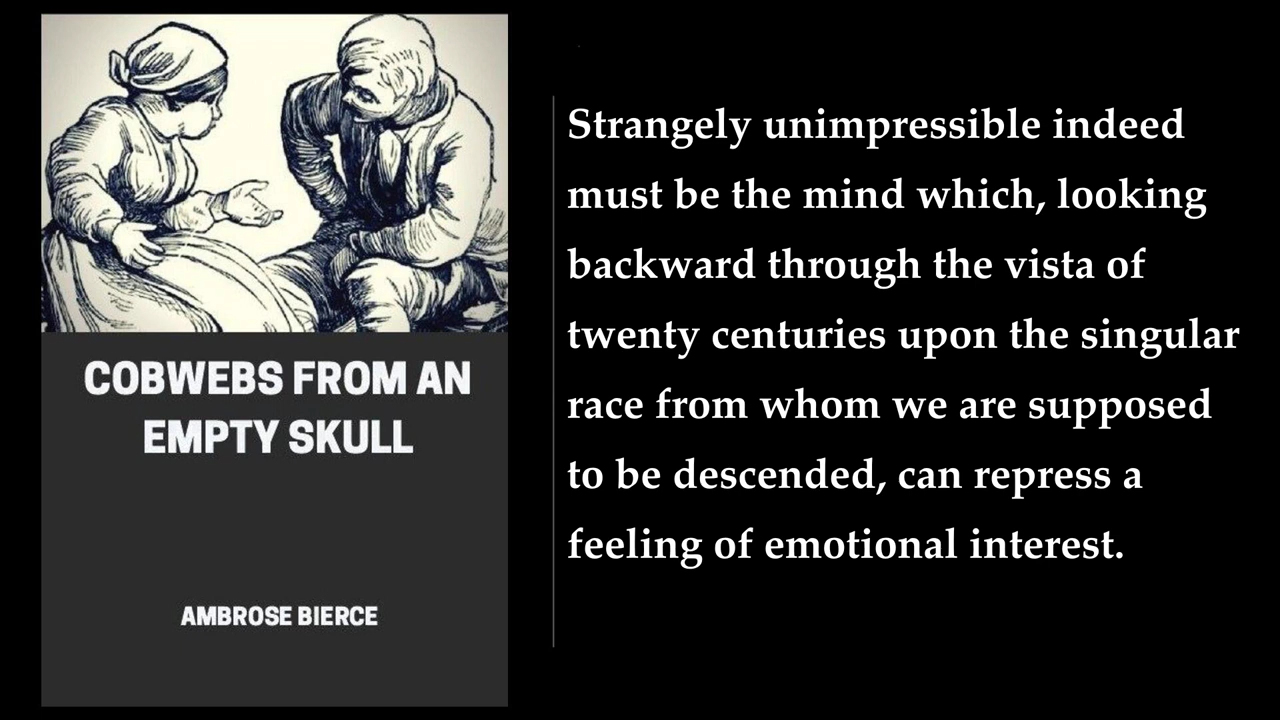 COBWEBS FROM AN
EMPTY SKULL
AMBROSE BIERCE
Strangely unimpressible indeed
must be the mind which, looking
backward through the vista of
twenty centuries upon the singular
race from whom we are supposed
to be descended, can repress a
feeling of emotional interest.